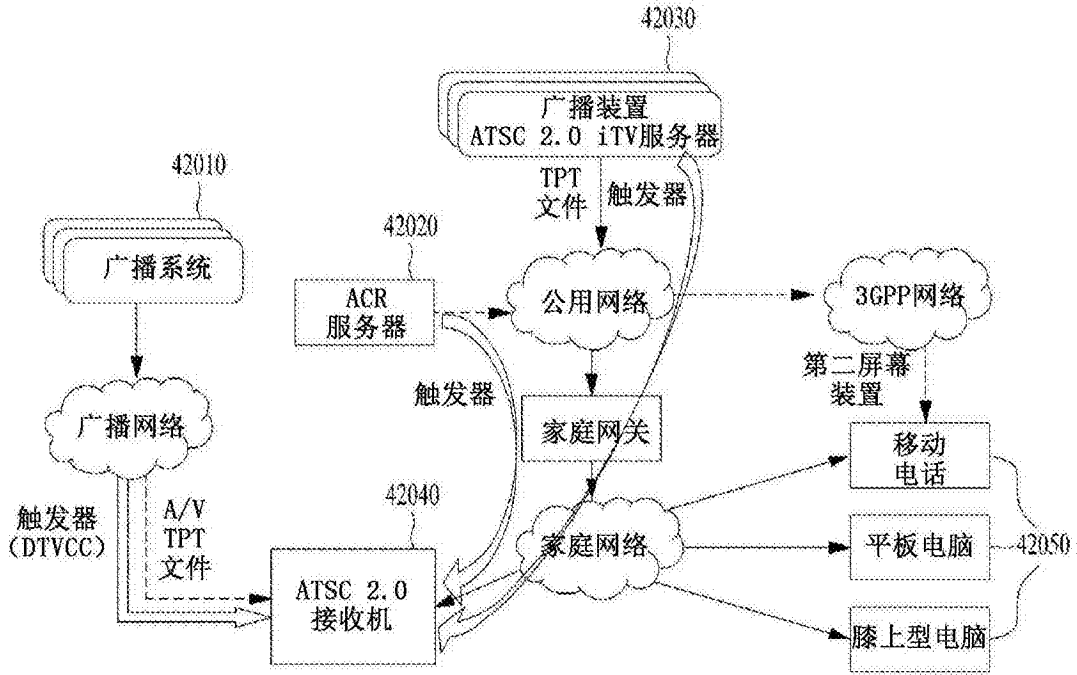 42030
广播装置
ATSC 2.0 iTV服务器
42010
广播系统
TPT
文件
触发器
42020
ACR
服务器
公用网络
3GPP网络
第二屏幕
装置
广播网络
触发器
家庭网关
移动
电话
42040
触发器
(DTVCC)
A/V
TPT
文件
ATSC 2.0
接收机
家庭网络
平板电脑
42050
膝上型电脑